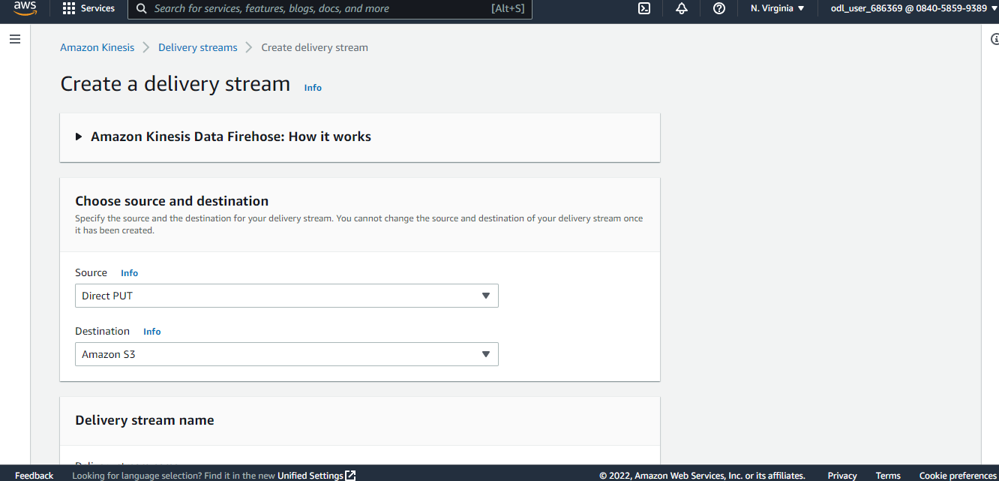 aws
Services
Search for services, features, blogs, docs, and more [Alt+S]
N. Virginia
odl_user_686369 @ 0840-5859-9389
Amazon Kinesis
Delivery streams
Create delivery stream
Create a delivery stream Info
Amazon Kinesis Data Firehose: How it works
Choose source and destination
Specify the source and the destination for your delivery stream. You cannot change the source and destination of your delivery stream once
it has been created.
Source Info
Direct PUT
Destination Info
Amazon S3
Delivery stream name
Feedback
Looking for language selection? Find it in the new Unified Settings
© 2022, Amazon Web Services, Inc. or its affiliates.
Privacy
Terms
Cookie preferences